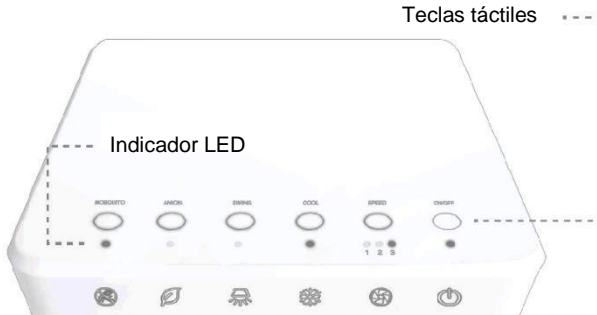 Teclas táctiles
Indicador LED
MOSQUITO ANION SWING COOL SPEED ON/OFF
1 2 3